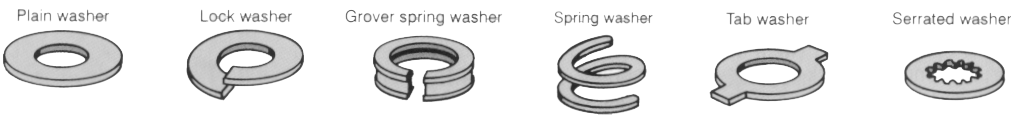 Plain washer
Lock washer
Grover spring washer
Spring washer
Tab washer
Serrated washer